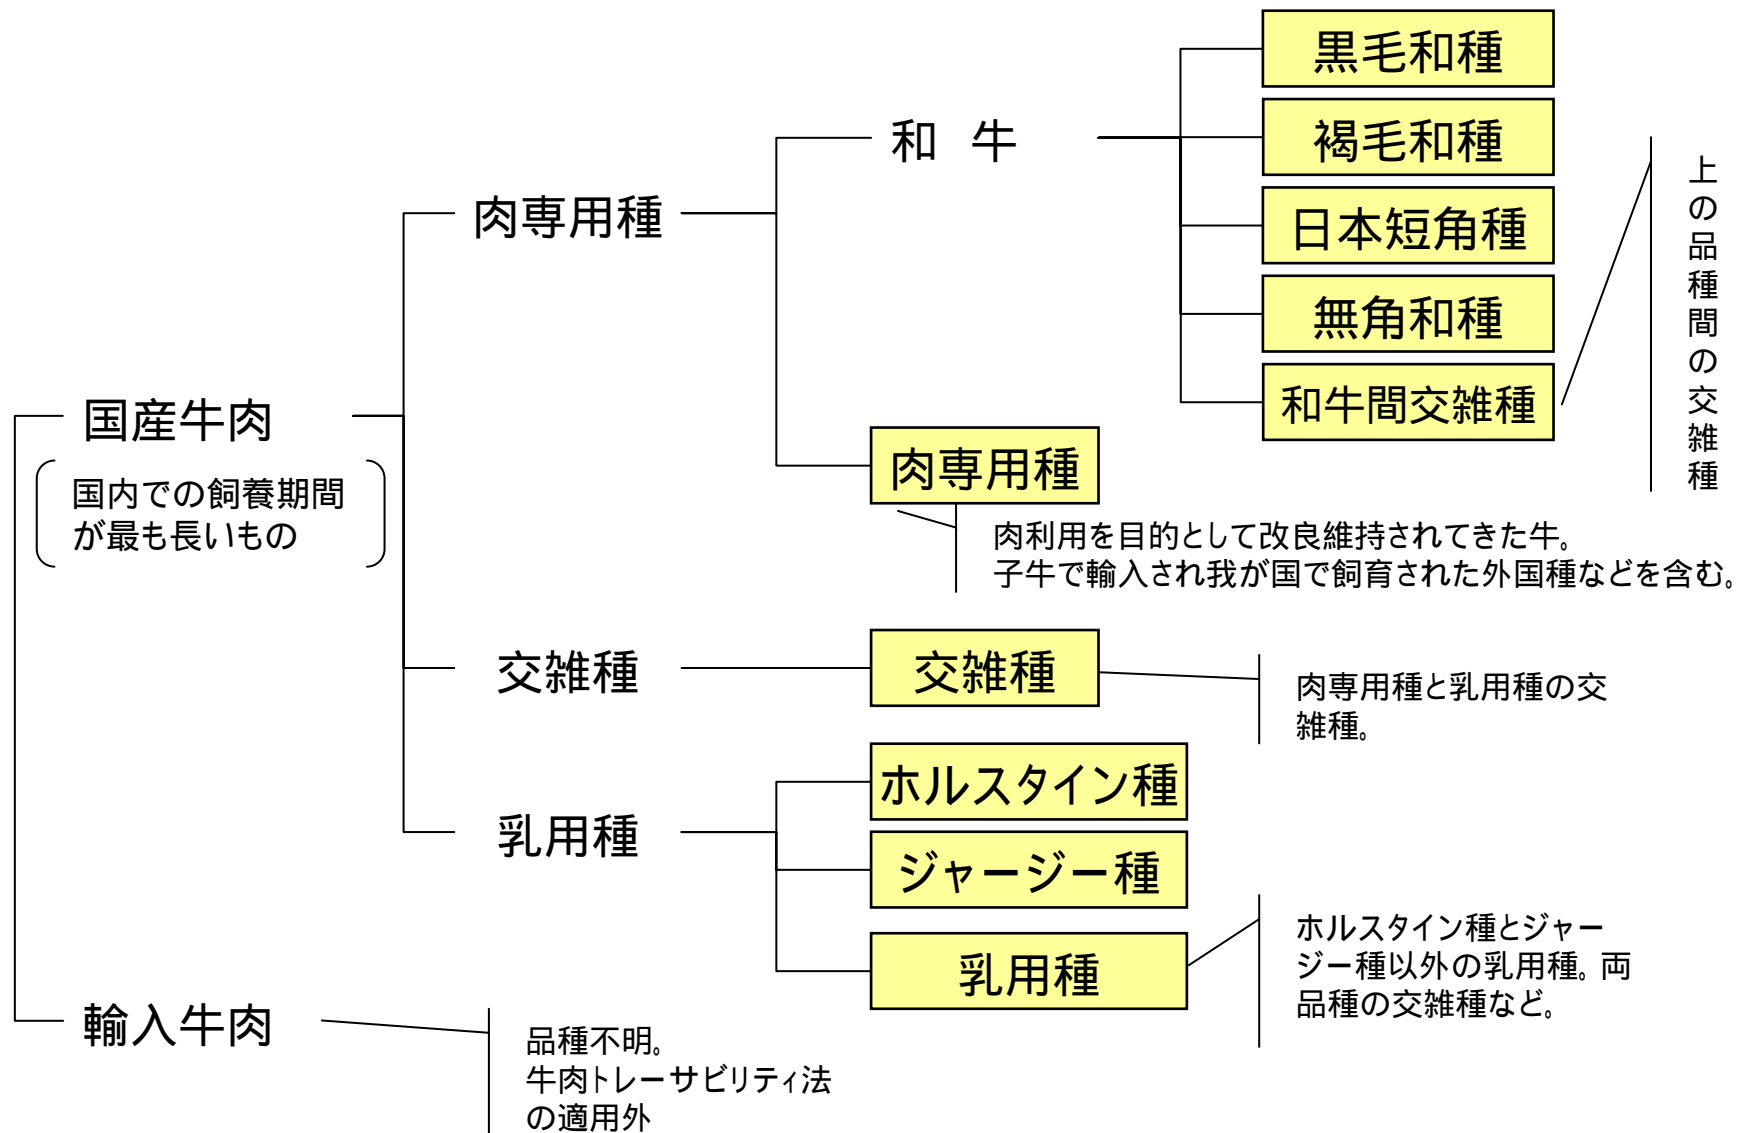 黒毛和種
和 牛
褐毛和種
肉専用種
日本短角種
無角和種
和牛間交雑種
上の品種間の交雑種
国産牛肉
国内での飼養期間
が最も長いもの
肉専用種
肉利用を目的として改良維持されてきた牛。
子牛で輸入され我が国で飼育された外国種などを含む。
交雑種
交雑種
肉専用種と乳用種の交
雑種。
乳用種
ホルスタイン種
ジャージー種
乳用種
ホルスタイン種とジャー
ジー種以外の乳用種。両
品種の交雑種など。
輸入牛肉
品種不明。
牛肉トレーサビリティ法
の適用外